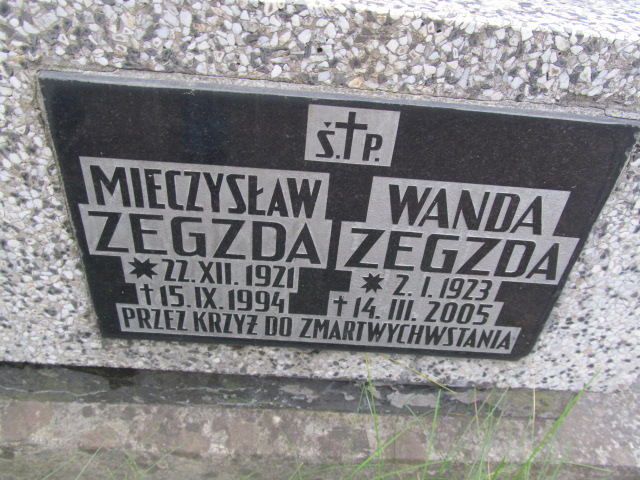 Ś.†P.
MIECZYSŁAW
ZEGZDA
* 22.XII.1921
† 15.IX.1994
WANDA
ZEGZDA
* 2.I.1923
† 14.III.2005
PRZEZ KRZYŻ DO ZMARTWYCHWSTANIA